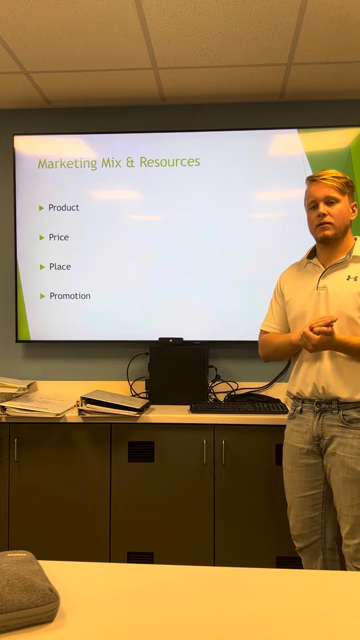 Marketing Mix & Resources
Product
Price
Place
Promotion